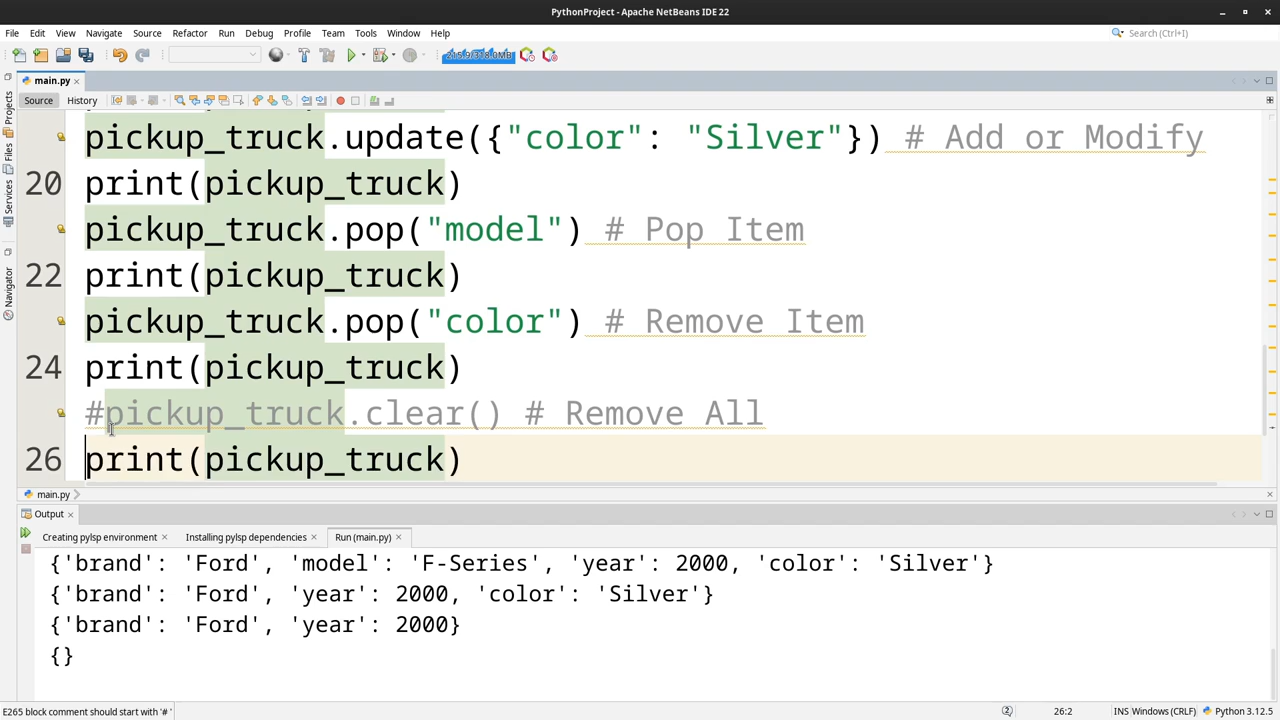 PythonProject - Apache NetBeans IDE 22
File Edit View Navigate Source Refactor Run Debug Profile Team Tools Window Help
Search (Ctrl+I)
main.py
Source History
Projects
Files
Services
Navigator
pickup_truck.update({"color": "Silver"}) # Add or Modify
20 print(pickup_truck)
pickup_truck.pop("model") # Pop Item
22 print(pickup_truck)
pickup_truck.pop("color") # Remove Item
24 print(pickup_truck)
#pickup_truck.clear() # Remove All
26 print(pickup_truck)
main.py
Output
Creating pylsp environment Installing pylsp dependencies Run (main.py)
{'brand': 'Ford', 'model': 'F-Series', 'year': 2000, 'color': 'Silver'}
{'brand': 'Ford', 'year': 2000, 'color': 'Silver'}
{'brand': 'Ford', 'year': 2000}
{}
E265 block comment should start with '# ' 2 26:2 INS Windows (CRLF) Python 3.12.5